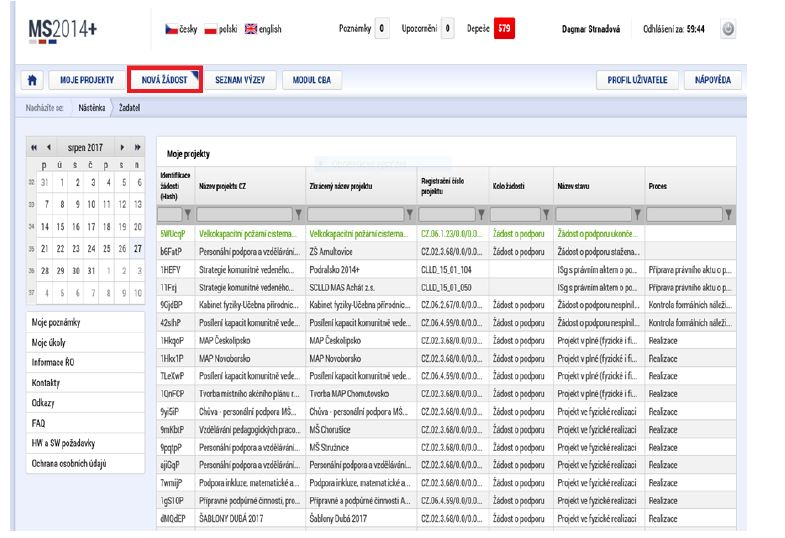 MS2014+ česky polski english Poznámky 0 Upozornění 0 Depeše 579 Dagmar Strnadová Odhlášení za: 59:44
MOJE PROJEKTY NOVÁ ŽÁDOST SEZNAM VÝZEV MODUL CBA PROFIL UŽIVATELE NÁPOVĚDA
Nacházíte se: Nástěnka Žadatel
srpen 2017
p ú s č p s n
32 31 1 2 3 4 5 6
33 7 8 9 10 11 12 13
34 14 15 16 17 18 19 20
35 21 22 23 24 25 26 27
36 28 29 30 31 1 2 3
37 4 5 6 7 8 9 10
Moje poznámky
Moje úkoly
Informace ŘO
Kontakty
Odkazy
FAQ
HW a SW požadavky
Ochrana osobních údajů
Moje projekty
Identifikace žádosti (Hash) Název projektu CZ Zkrácený název projektu Registrační číslo projektu Kolo žádosti Název stavu Proces
5WUcqP Velkokapacitní požární cisterna... Velkokapacitní požární cisterna... CZ.06.1.23/0.0/0.0... Žádost o podporu Žádost o podporu ukonče...
b6FatP Personální podpora a vzdělávání... ZŠ Arnultovice CZ.02.3.68/0.0/0.0... Žádost o podporu Žádost o podporu stažena...
1HEFY Strategie komunitně vedeného... Podralsko 2014+ CLLD_15_01_104 ISg s právním aktem o po... Příprava právního aktu o p...
11Fxj Strategie komunitně vedeného... SCLLD MAS Achát z.s. CLLD_15_01_050 ISg s právním aktem o po... Příprava právního aktu o p...
9GjdBP Kabinet fyziky-Učebna přírodnic... Kabinet fyziky-Učebna přírodnic... CZ.06.2.67/0.0/0.0... Žádost o podporu Žádost o podporu nesplnil... Kontrola formálních náleži...
42slhP Posílení kapacit komunitně vede... Posílení kapacit komunitně vede... CZ.06.4.59/0.0/0.0... Žádost o podporu Žádost o podporu nesplnil... Kontrola formálních náleži...
1HkqoP MAP Českolipsko MAP Českolipsko CZ.02.3.68/0.0/0.0... Žádost o podporu Projekt v plné (fyzické i fi... Realizace
1Hkx1P MAP Novoborsko MAP Novoborsko CZ.02.3.68/0.0/0.0... Žádost o podporu Projekt v plné (fyzické i fi... Realizace
7LeXwP Posílení kapacit komunitně vede... Posílení kapacit komunitně vede... CZ.06.4.59/0.0/0.0... Žádost o podporu Projekt v plné (fyzické i fi... Realizace
1QnFCP Tvorba místního akčního plánu r... Tvorba MAP Chomutovsko CZ.02.3.68/0.0/0.0... Žádost o podporu Projekt v plné (fyzické i fi... Realizace
9yi5iP Chůva - personální podpora MŠ... Chůva - personální podpora MŠ... CZ.02.3.68/0.0/0.0... Žádost o podporu Projekt ve fyzické realizaci Realizace
9mKbtP Vzdělávání pedagogických praco... MŠ Chorušice CZ.02.3.68/0.0/0.0... Žádost o podporu Projekt ve fyzické realizaci Realizace
9pqtpP Personální podpora a vzdělávání... MŠ Stružnice CZ.02.3.68/0.0/0.0... Žádost o podporu Projekt ve fyzické realizaci Realizace
ajiGqP Personální podpora a vzdělávání... Personální podpora a vzdělávání... CZ.02.3.68/0.0/0.0... Žádost o podporu Projekt ve fyzické realizaci Realizace
7wmijP Podpora inkluze, matematické a... Podpora inkluze, matematické a... CZ.02.3.68/0.0/0.0... Žádost o podporu Projekt ve fyzické realizaci Realizace
1gS1OP Přípravné podpůrné činnosti, pro... Přípravné a podpůrné činnosti A... CZ.06.4.59/0.0/0.0... Žádost o podporu Projekt ve fyzické realizaci Realizace
dMQdEP ŠABLONY DUBÁ 2017 Šablony Dubá 2017 CZ.02.3.68/0.0/0.0... Žádost o podporu Projekt ve fyzické realizaci Realizace